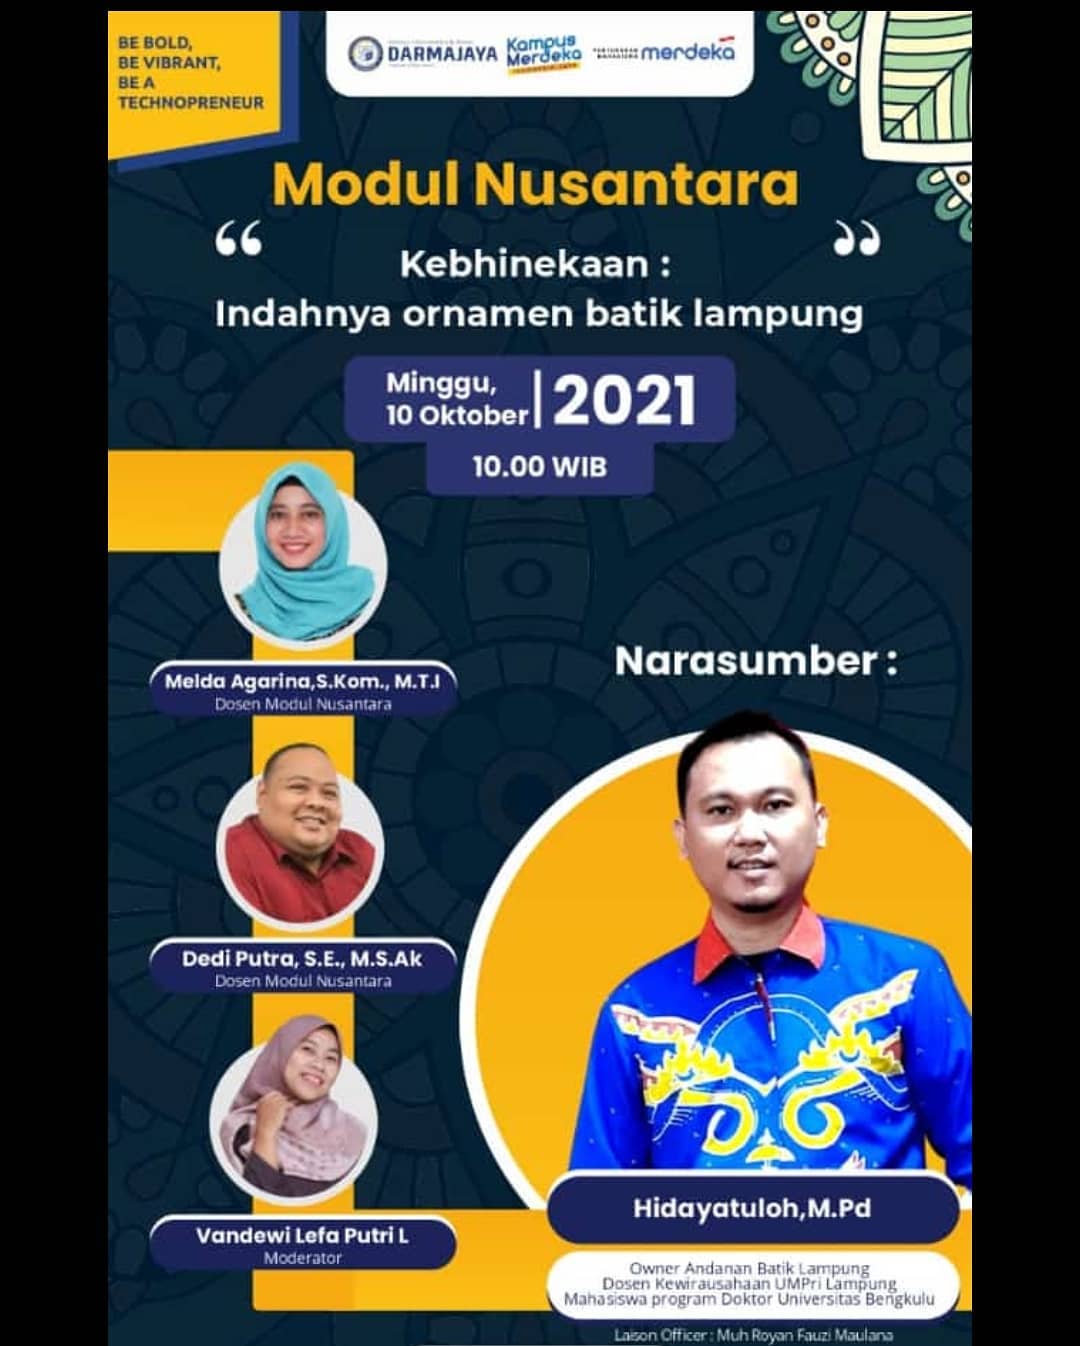 BE BOLD,
BE VIBRANT,
BE A
TECHNOPRENEUR
DARMAJAYA
Kampus
Merdeka
merdeka
Modul Nusantara
“ ”
Kebhinekaan :
Indahnya ornamen batik lampung
Minggu,
10 Oktober | 2021
10.00 WIB
Melda Agarina,S.Kom., M.T.I
Dosen Modul Nusantara
Narasumber :
Dedi Putra, S.E., M.S.Ak
Dosen Modul Nusantara
Vandewi Lefa Putri L
Moderator
Hidayatuloh,M.Pd
Owner Andanan Batik Lampung
Dosen Kewirausahaan UMPri Lampung
Mahasiswa program Doktor Universitas Bengkulu
Laison Officer : Muh Royan Fauzi Maulana